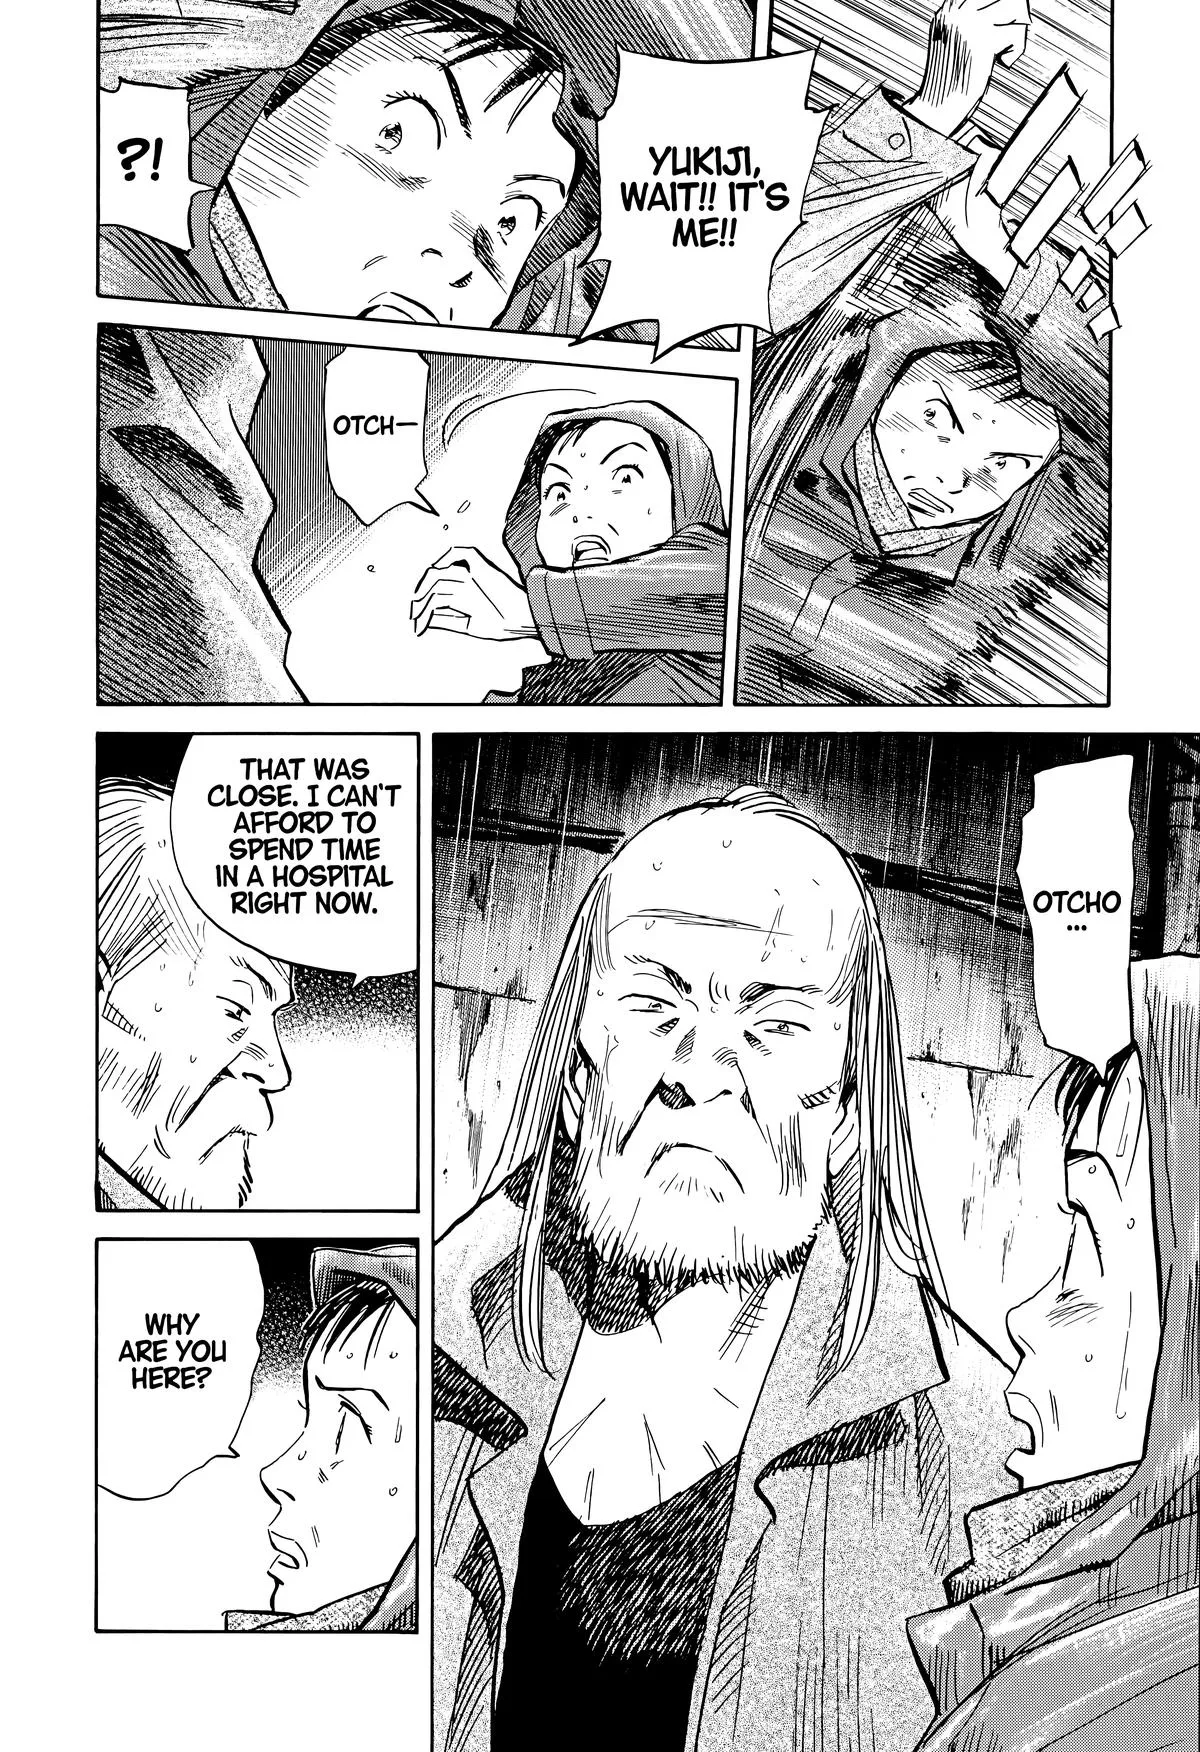 YUKIJI,
WAIT!! IT'S
ME!!
?!
OTCH—
OTCHO
...
THAT WAS
CLOSE. I CAN'T
AFFORD TO
SPEND TIME
IN A HOSPITAL
RIGHT NOW.
WHY
ARE YOU
HERE?